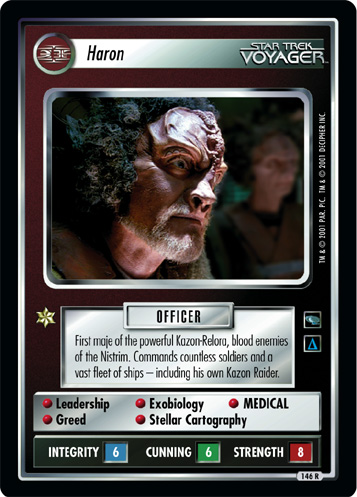 Haron
STAR TREK
VOYAGER
TM & © 2001 PAR. PIC. TM & © 2001 DECIPHER INC.
OFFICER
First maje of the powerful Kazon-Relora, blood enemies
of the Nistrim. Commands countless soldiers and a
vast fleet of ships – including his own Kazon Raider.
Leadership
Exobiology
MEDICAL
Greed
Stellar Cartography
INTEGRITY 6 CUNNING 6 STRENGTH 8
146 R